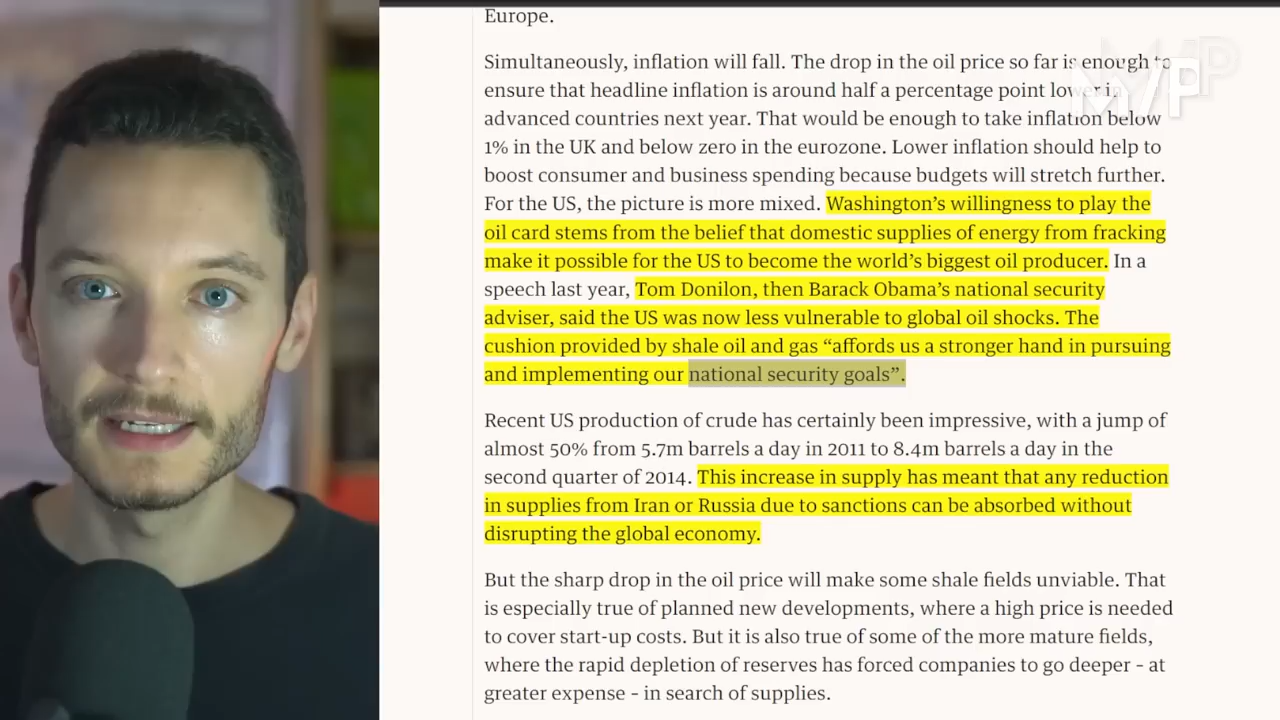 Europe.
Simultaneously, inflation will fall. The drop in the oil price so far is enough to
ensure that headline inflation is around half a percentage point lower in
advanced countries next year. That would be enough to take inflation below
1% in the UK and below zero in the eurozone. Lower inflation should help to
boost consumer and business spending because budgets will stretch further.
For the US, the picture is more mixed. Washington’s willingness to play the
oil card stems from the belief that domestic supplies of energy from fracking
make it possible for the US to become the world’s biggest oil producer. In a
speech last year, Tom Donilon, then Barack Obama’s national security
adviser, said the US was now less vulnerable to global oil shocks. The
cushion provided by shale oil and gas “affords us a stronger hand in pursuing
and implementing our national security goals”.
Recent US production of crude has certainly been impressive, with a jump of
almost 50% from 5.7m barrels a day in 2011 to 8.4m barrels a day in the
second quarter of 2014. This increase in supply has meant that any reduction
in supplies from Iran or Russia due to sanctions can be absorbed without
disrupting the global economy.
But the sharp drop in the oil price will make some shale fields unviable. That
is especially true of planned new developments, where a high price is needed
to cover start-up costs. But it is also true of some of the more mature fields,
where the rapid depletion of reserves has forced companies to go deeper – at
greater expense – in search of supplies.